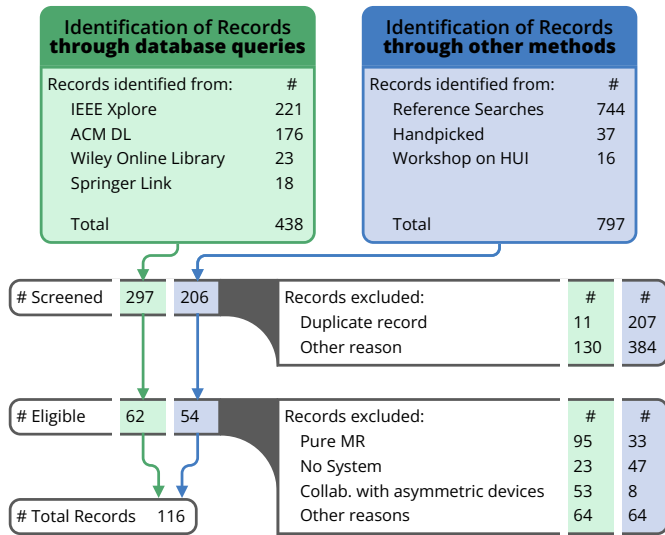 Identification of Records
through database queries
Records identified from: #
IEEE Xplore 221
ACM DL 176
Wiley Online Library 23
Springer Link 18
Total 438
Identification of Records
through other methods
Records identified from: #
Reference Searches 744
Handpicked 37
Workshop on HUI 16
Total 797
# Screened 297 206
Records excluded: # #
Duplicate record 11 207
Other reason 130 384
# Eligible 62 54
Records excluded: # #
Pure MR 95 33
No System 23 47
Collab. with asymmetric devices 53 8
Other reasons 64 64
# Total Records 116